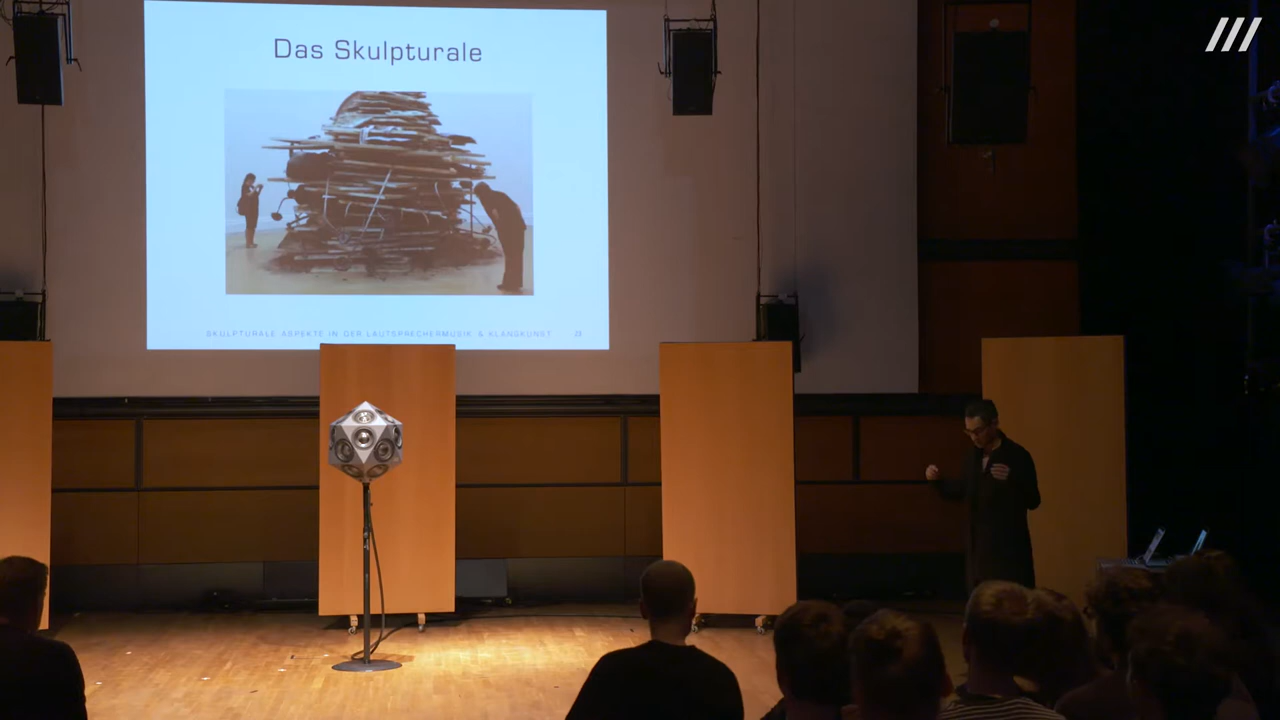 Das Skulpturale
SKULPTURALE ASPEKTE IN DER LAUTSPRECHERMUSIK & KLANGKUNST